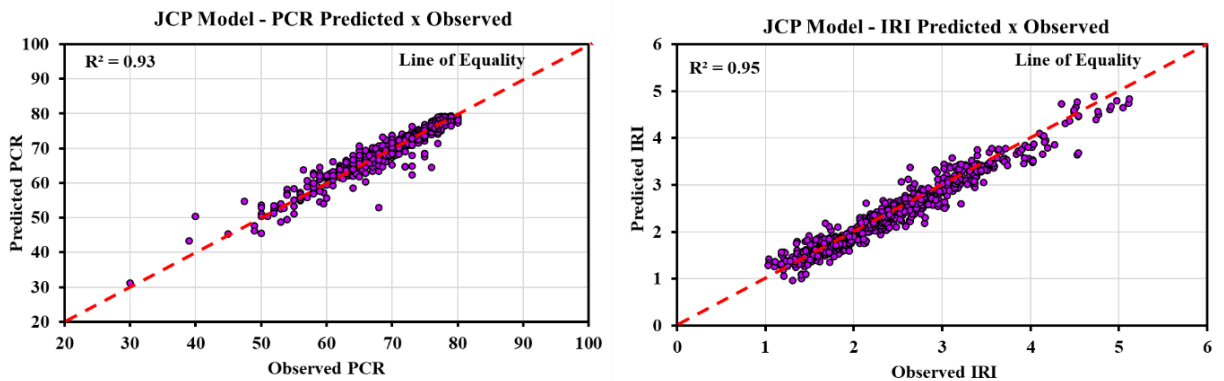 JCP Model - PCR Predicted x Observed
R² = 0.93
Line of Equality
Predicted PCR
100
90
80
70
60
50
40
30
20
20 30 40 50 60 70 80 90 100
Observed PCR
JCP Model - IRI Predicted x Observed
R² = 0.95
Line of Equality
Predicted IRI
6
5
4
3
2
1
0
0 1 2 3 4 5 6
Observed IRI